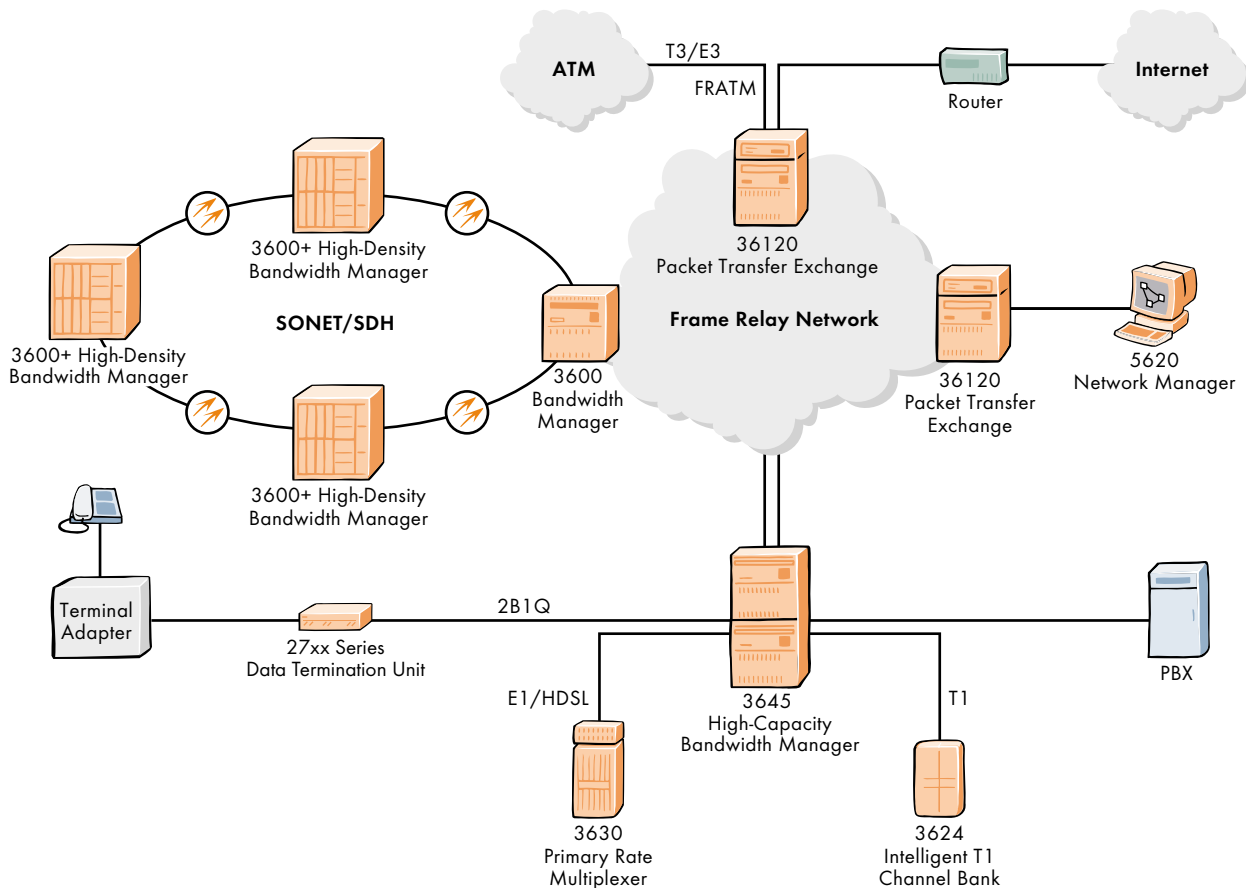 T3/E3
ATM
FRATM
Router
Internet
3600+ High-Density
Bandwidth Manager
36120
Packet Transfer Exchange
SONET/SDH
Frame Relay Network
3600+ High-Density
Bandwidth Manager
3600
Bandwidth
Manager
36120
Packet Transfer
Exchange
5620
Network Manager
3600+ High-Density
Bandwidth Manager
Terminal
Adapter
27xx Series
Data Termination Unit
2B1Q
PBX
E1/HDSL
3645
High-Capacity
Bandwidth Manager
T1
3630
Primary Rate
Multiplexer
3624
Intelligent T1
Channel Bank